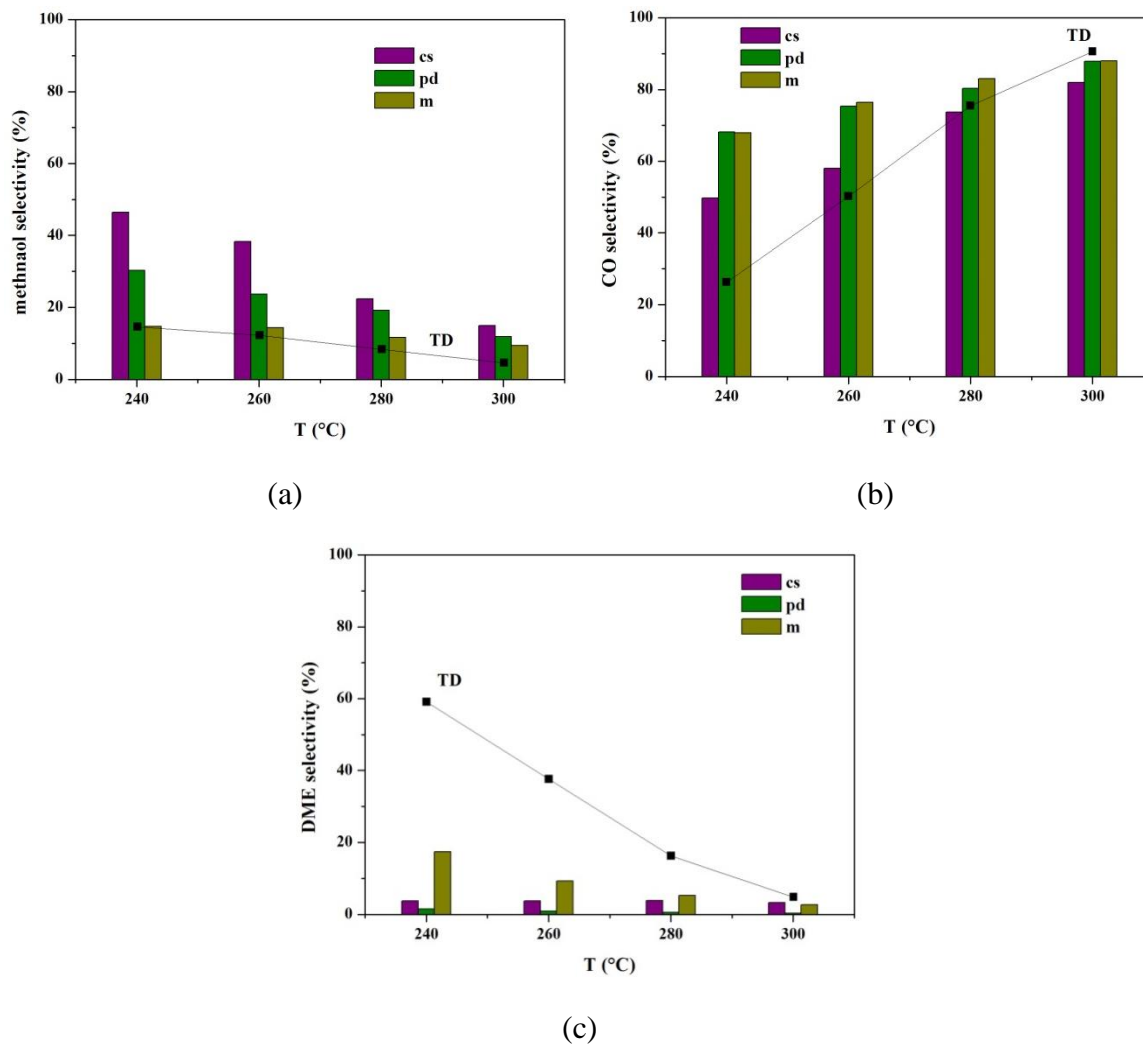 100
80
60
40
20
0
methnaol selectivity (%)
cs
pd
m
TD
240 260 280 300
T (°C)
(a)
100
80
60
40
20
0
CO selectivity (%)
cs
pd
m
TD
240 260 280 300
T (°C)
(b)
100
80
60
40
20
0
DME selectivity (%)
cs
pd
m
TD
240 260 280 300
T (°C)
(c)